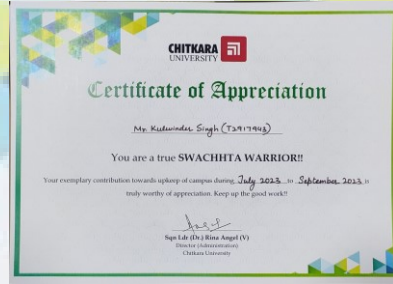 CHITKARA
UNIVERSITY
Certificate of Appreciation
Mr. Kulwinder Singh (T2917943)
You are a true SWACHHTA WARRIOR!!
Your exemplary contribution towards upkeep of campus during July 2023 to September 2023 is
truly worthy of appreciation. Keep up the good work!!
Sqn Ldr (Dr.) Rina Angel (V)
Director (Administration)
Chitkara University